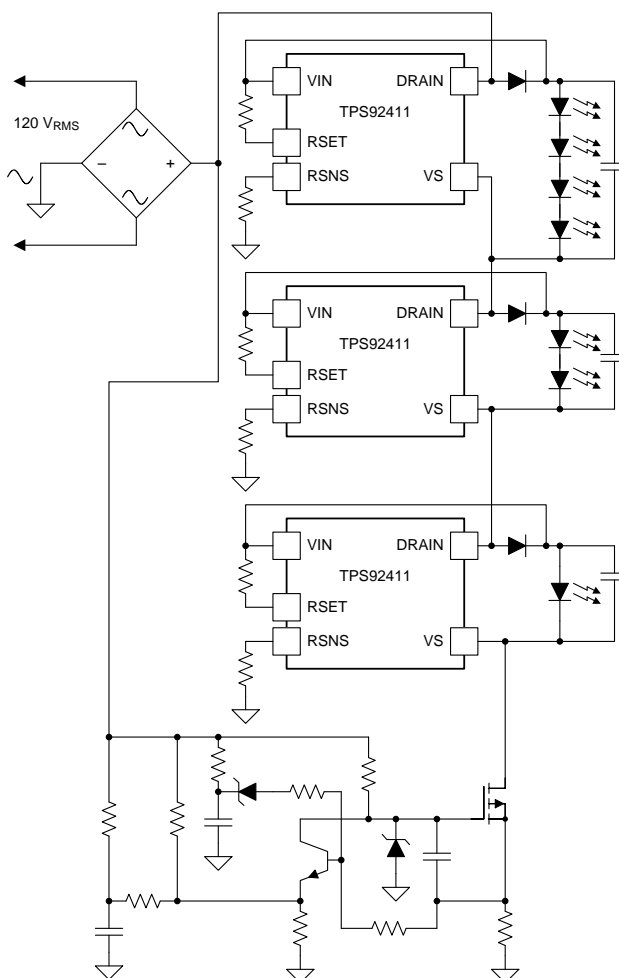 VIN
DRAIN
TPS92411
120 VRMS
RSET
– +
RSNS
VS
VIN
DRAIN
TPS92411
RSET
RSNS
VS
VIN
DRAIN
TPS92411
RSET
RSNS
VS